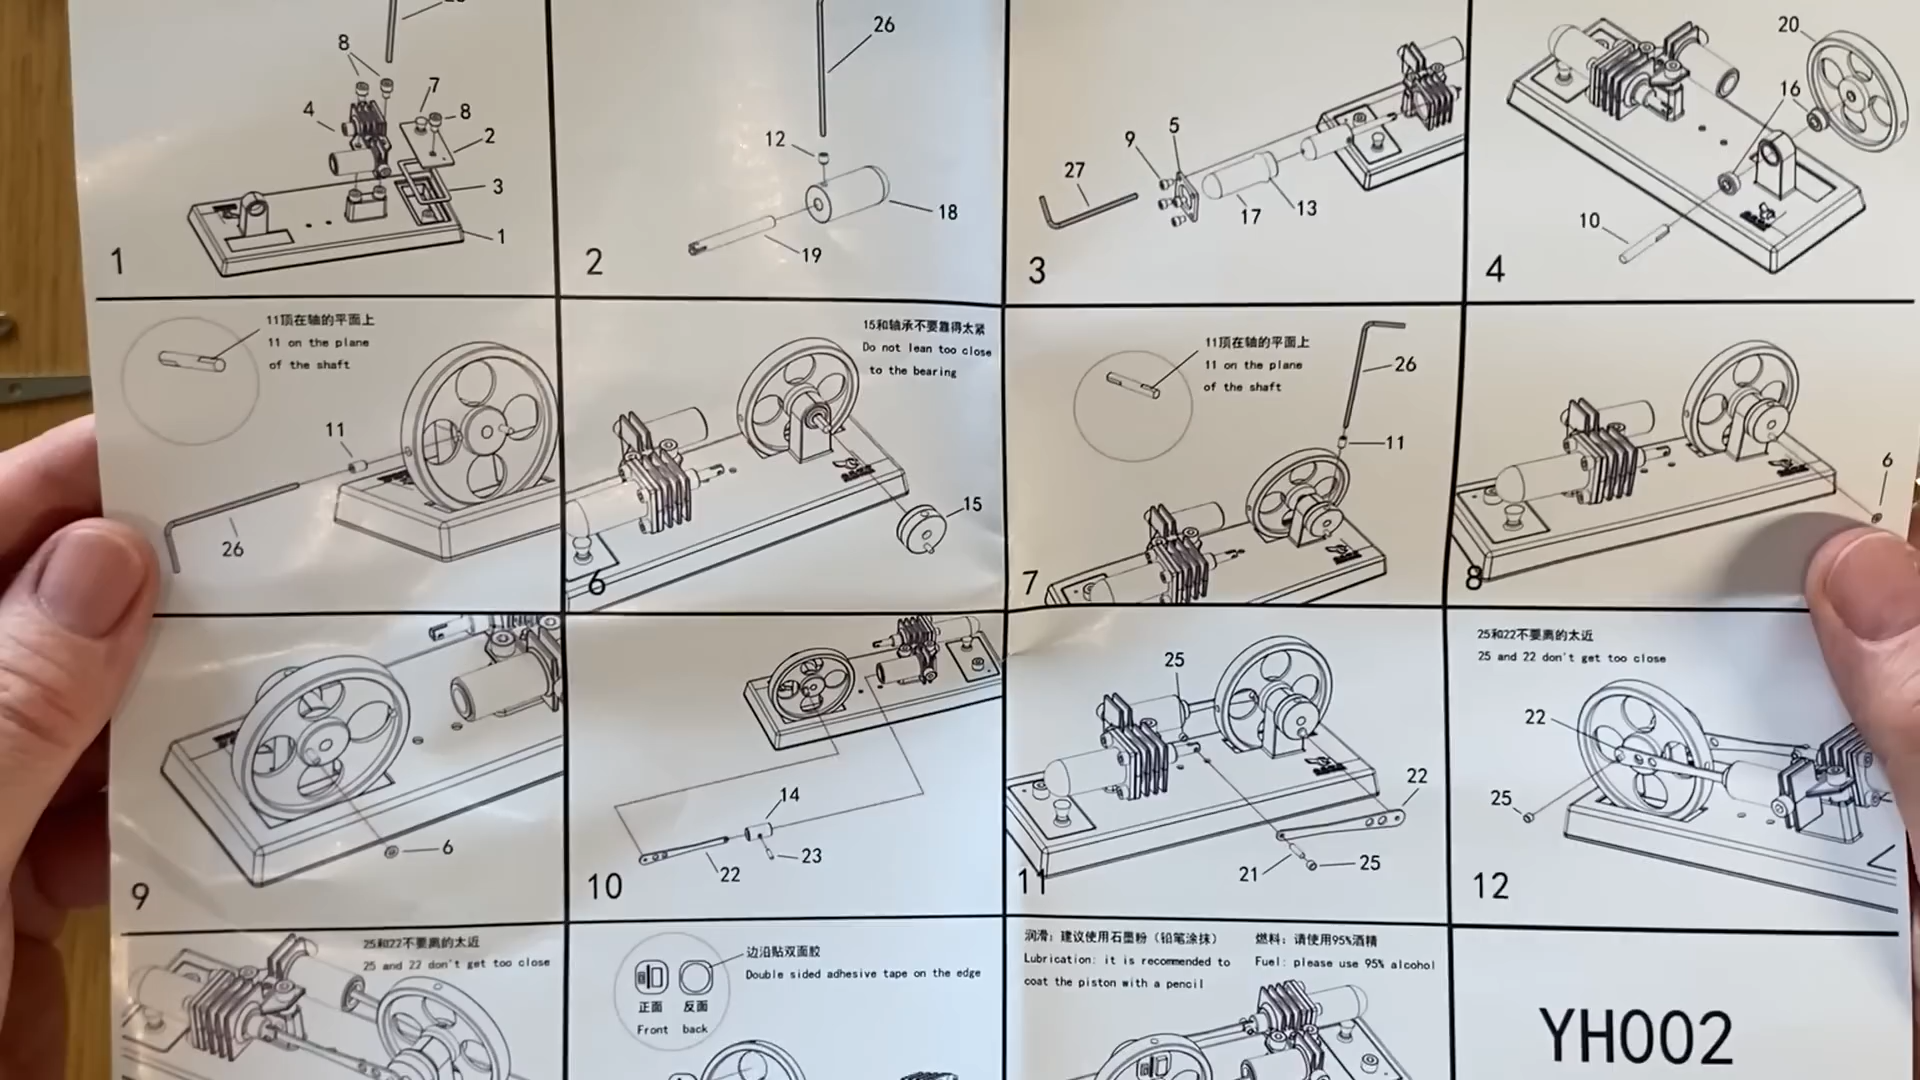 8
7
8
4
2
3
1
1
26
12
18
19
2
9
5
27
17
13
3
20
16
10
4
11顶在轴的平面上
11 on the plane
of the shaft
11
26
15和轴承不要靠得太紧
Do not lean too close
to the bearing
15
6
11顶在轴的平面上
11 on the plane
of the shaft
26
11
7
6
8
6
9
14
23
22
10
25
22
21
25
11
25和22不要离的太近
25 and 22 don't get too close
22
25
12
25和22不要离的太近
25 and 22 don't get too close
边沿贴双面胶
Double sided adhesive tape on the edge
正面 反面
Front back
润滑: 建议使用石墨粉 (铅笔涂抹)
Lubrication: it is recommended to
coat the piston with a pencil
燃料: 请使用95%酒精
Fuel: please use 95% alcohol
YH002